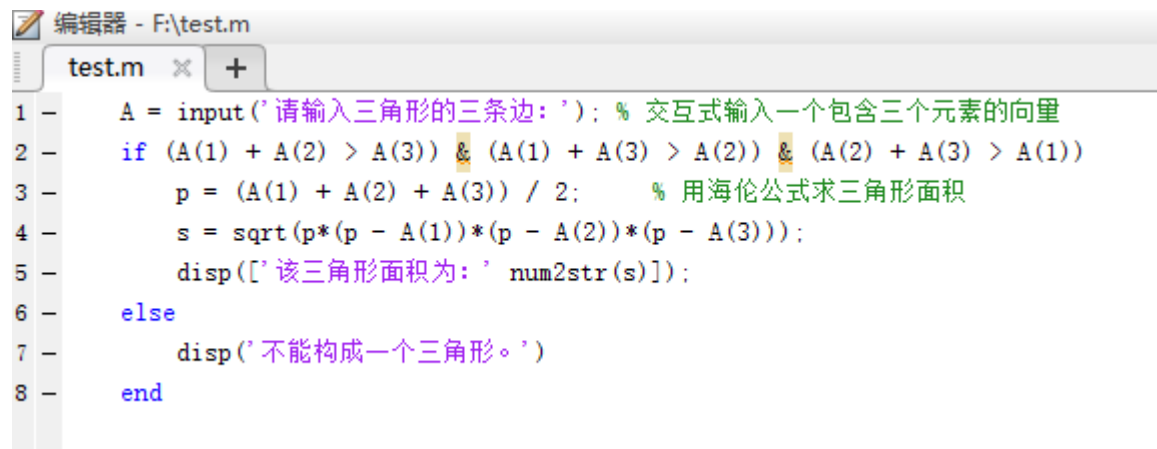 编辑器 - F:\test.m
test.m × +
1 - A = input('请输入三角形的三条边：'); % 交互式输入一个包含三个元素的向量
2 - if (A(1) + A(2) > A(3)) & (A(1) + A(3) > A(2)) & (A(2) + A(3) > A(1))
3 - p = (A(1) + A(2) + A(3)) / 2; % 用海伦公式求三角形面积
4 - s = sqrt(p*(p - A(1))*(p - A(2))*(p - A(3)));
5 - disp(['该三角形面积为：' num2str(s)]);
6 - else
7 - disp('不能构成一个三角形。')
8 - end